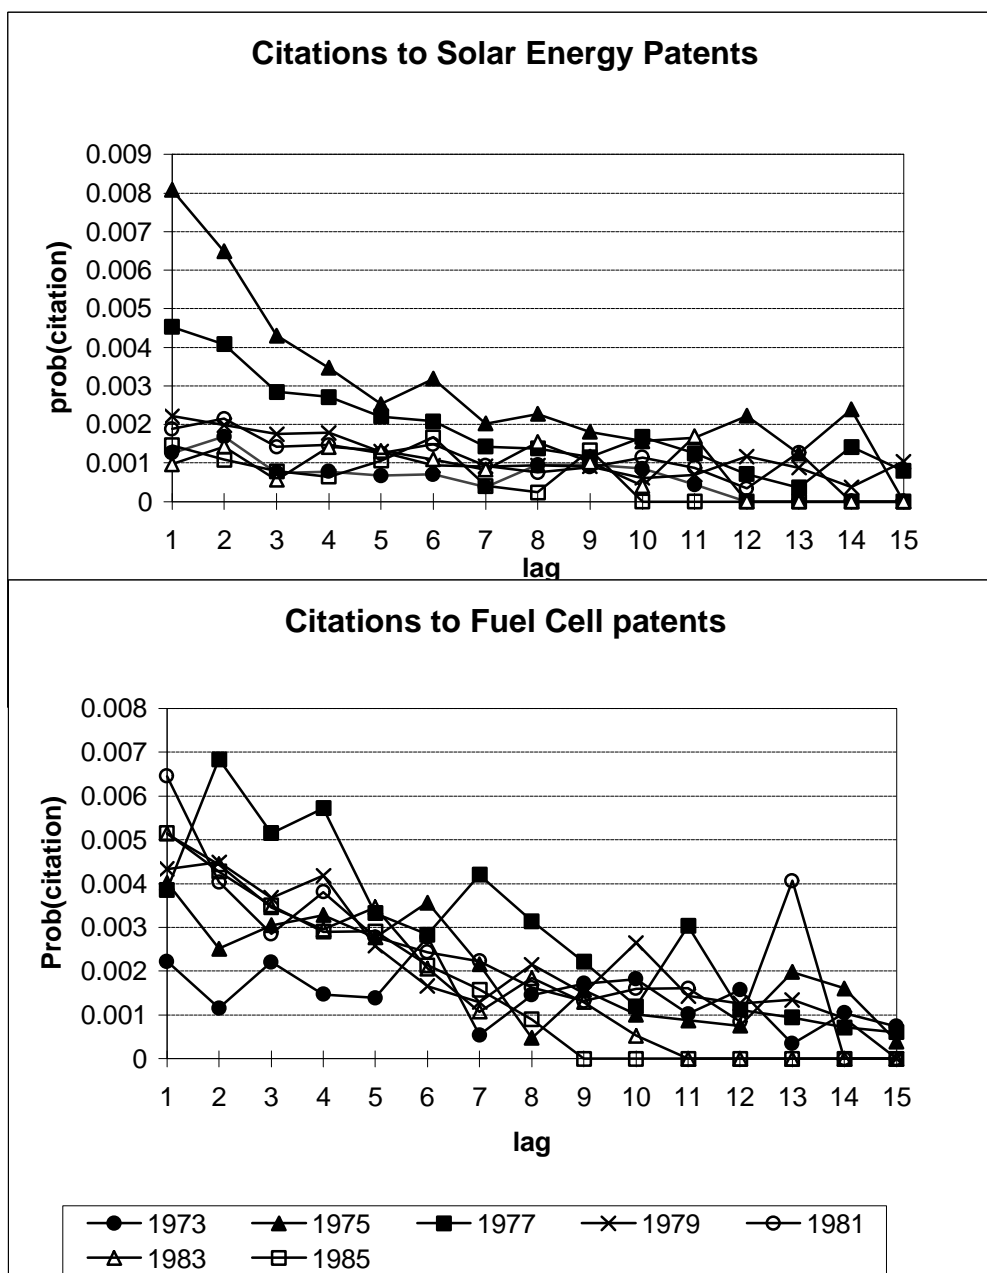 Citations to Solar Energy Patents
prob(citation)
0.009
0.008
0.007
0.006
0.005
0.004
0.003
0.002
0.001
0
1 2 3 4 5 6 7 8 9 10 11 12 13 14 15
lag
Citations to Fuel Cell patents
Prob(citation)
0.008
0.007
0.006
0.005
0.004
0.003
0.002
0.001
0
1 2 3 4 5 6 7 8 9 10 11 12 13 14 15
lag
1973 1975 1977 1979 1981
1983 1985